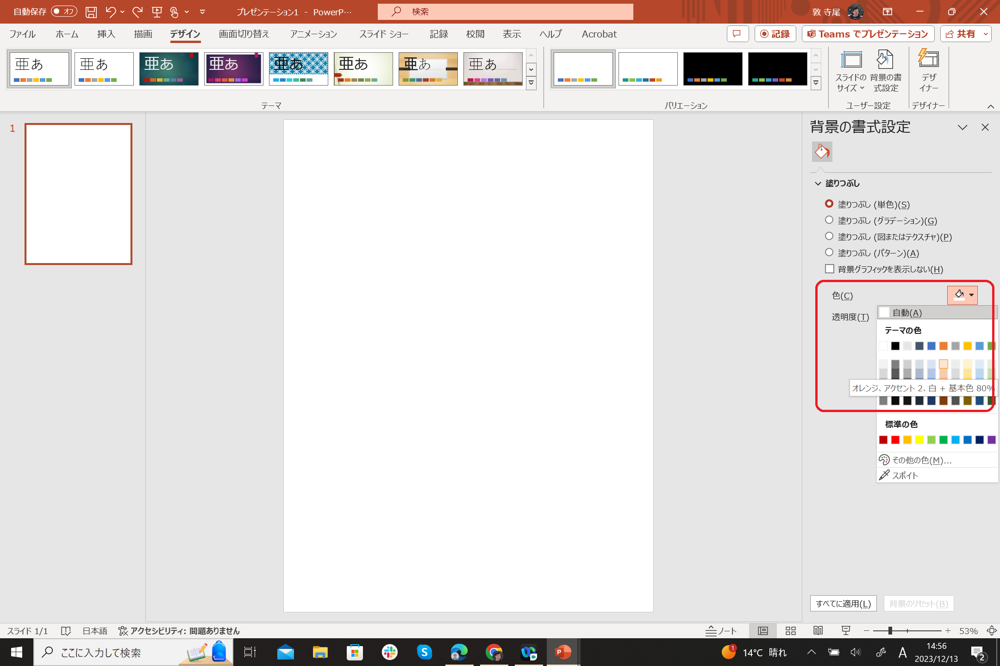 自動保存 オフ プレゼンテーション1 - PowerP… 検索 敦 寺尾
ファイル ホーム 挿入 描画 デザイン 画面切り替え アニメーション スライド ショー 記録 校閲 表示 ヘルプ Acrobat 記録 Teams でプレゼンテーション 共有
亜あ 亜あ 亜あ 亜あ 亜あ 亜あ 亜あ 亜あ
スライドの 背景の書 デザ
サイズ 式設定 イナー
テーマ バリエーション ユーザー設定 デザイナー
1
背景の書式設定
塗りつぶし
塗りつぶし (単色)(S)
塗りつぶし (グラデーション)(G)
塗りつぶし (図またはテクスチャ)(P)
塗りつぶし (パターン)(A)
背景グラフィックを表示しない(H)
色(C)
自動(A)
透明度(T)
テーマの色
オレンジ、アクセント 2、白 + 基本色 80%
標準の色
その他の色(M)...
スポイト
すべてに適用(L) 背景のリセット(B)
スライド 1/1 日本語 アクセシビリティ: 問題ありません ノート 53%
ここに入力して検索 S P 1 14°C 晴れ A 14:56
2023/12/13 2